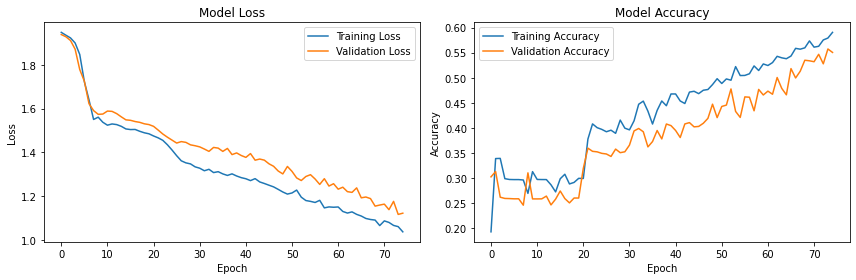 Model Loss
Training Loss
Validation Loss
1.8
1.6
1.4
1.2
1.0
Loss
0 10 20 30 40 50 60 70
Epoch
Model Accuracy
Training Accuracy
Validation Accuracy
0.60
0.55
0.50
0.45
0.40
0.35
0.30
0.25
0.20
Accuracy
0 10 20 30 40 50 60 70
Epoch